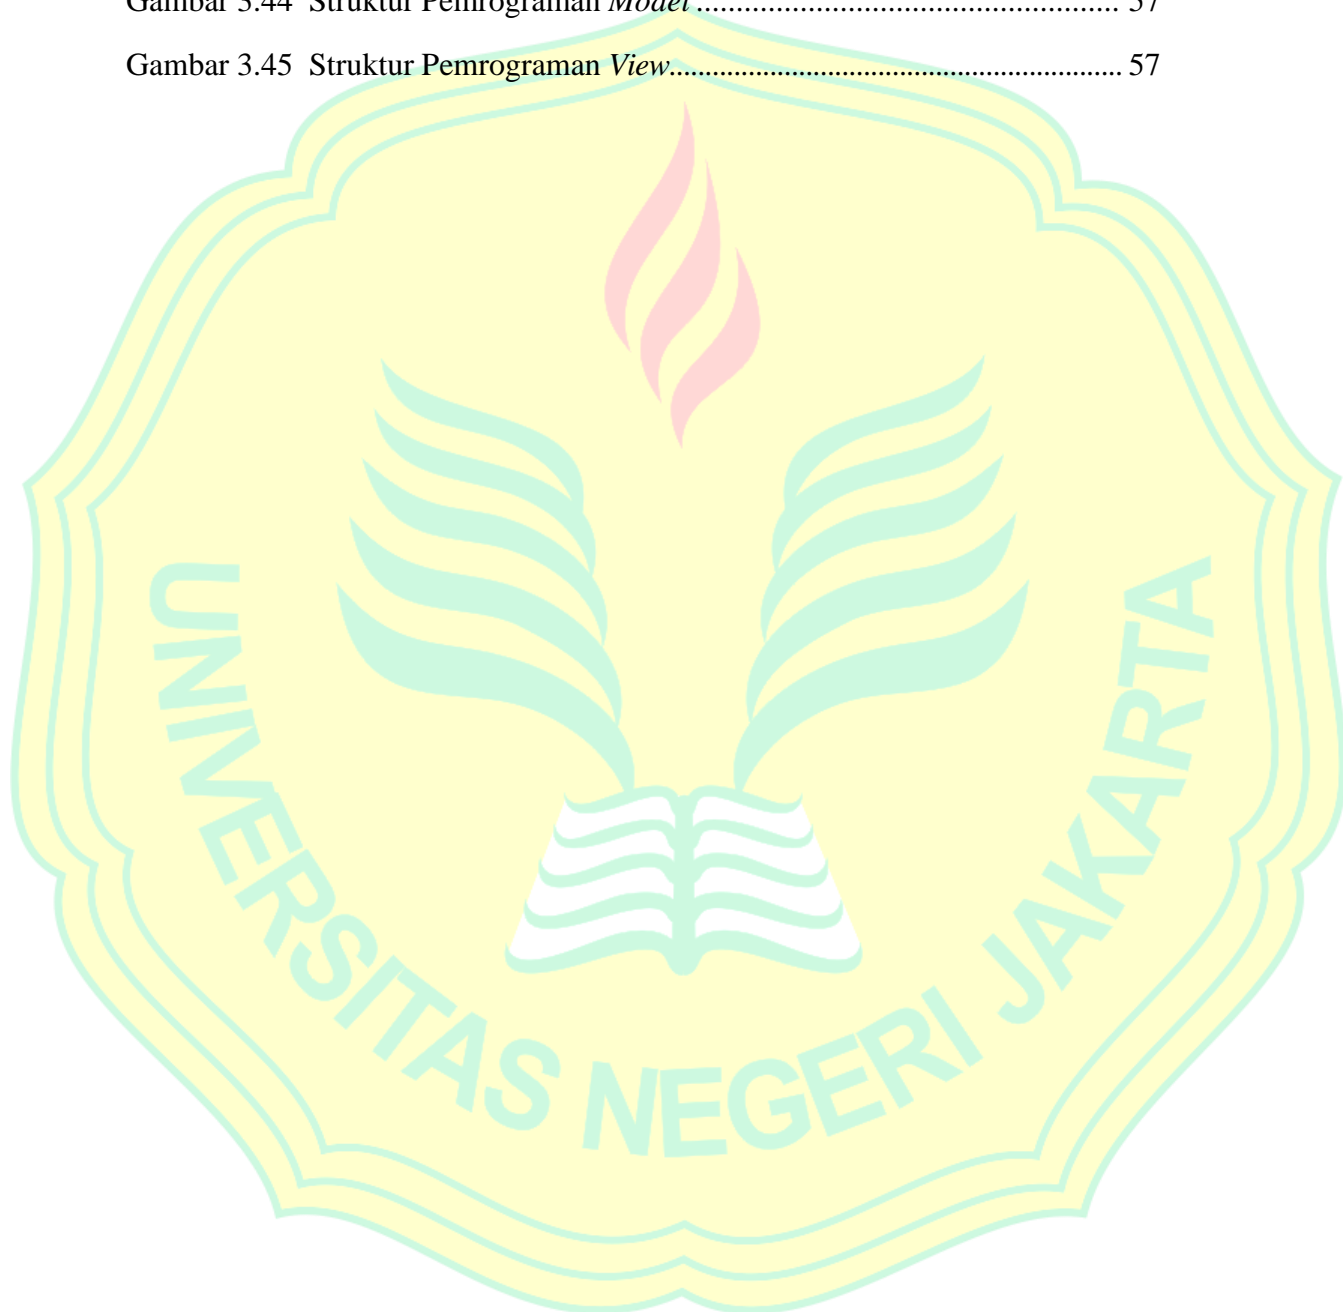 Gambar 3.44 Struktur Pemrograman Model ..................................................... 57
Gambar 3.45 Struktur Pemrograman View......................................................... 57
UNIVERSITAS NEGERI JAKARTA